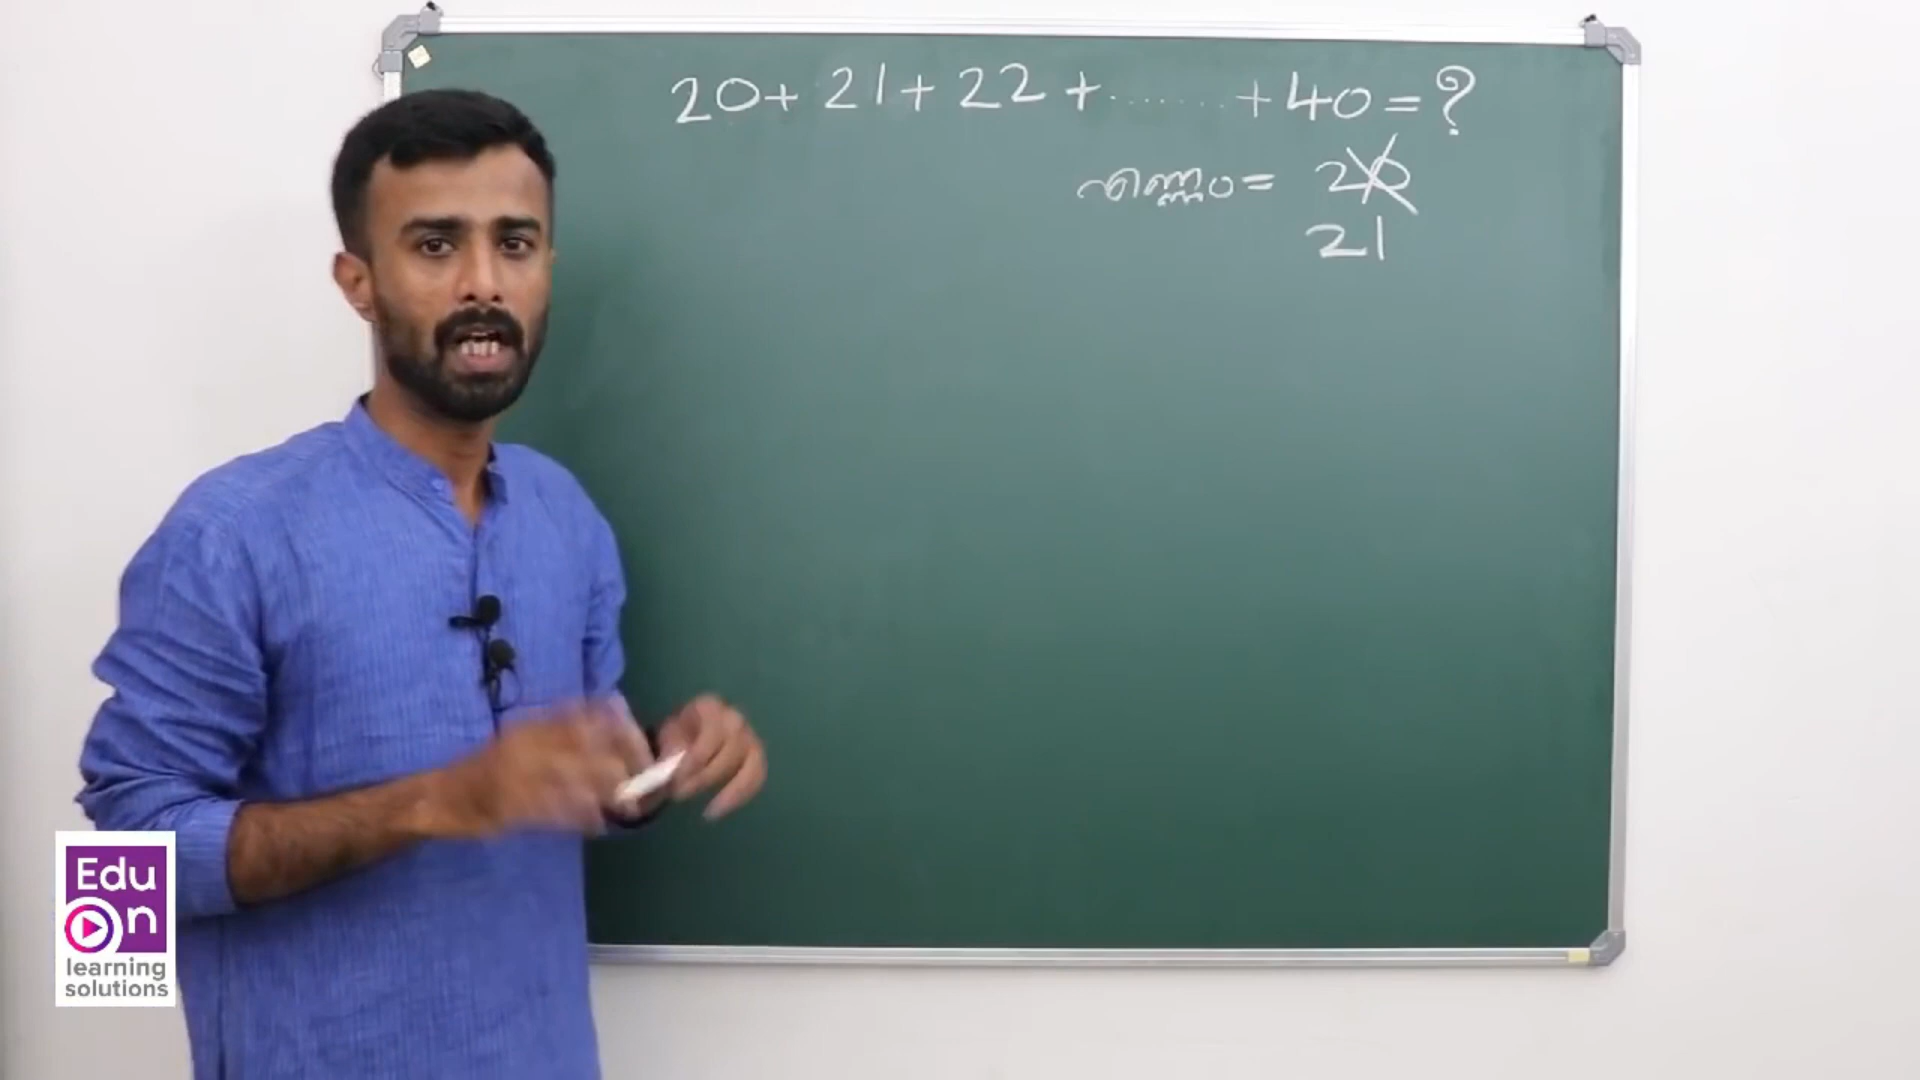 20 + 21 + 22 + ....... + 40 = ?
എണ്ണം = 20
21
Edu
On
learning
solutions